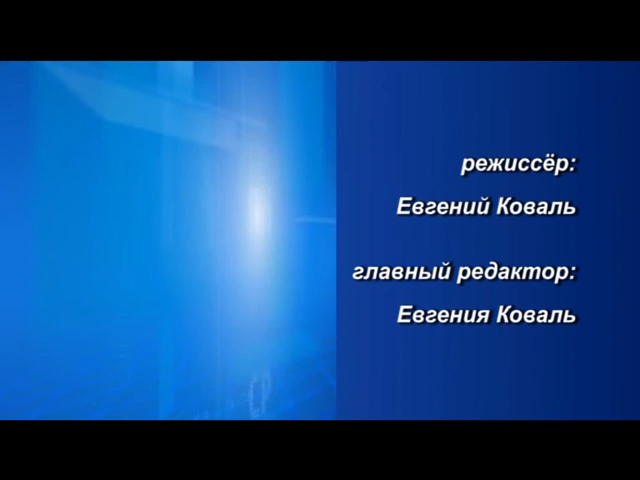 режиссёр:
Евгений Коваль
главный редактор:
Евгения Коваль